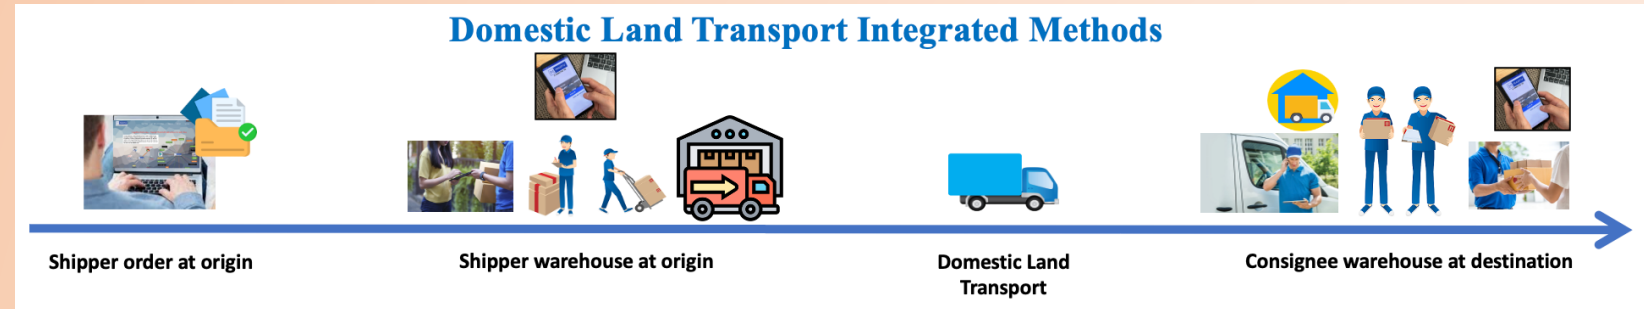 Domestic Land Transport Integrated Methods
Shipper order at origin
Shipper warehouse at origin
Domestic Land
Transport
Consignee warehouse at destination